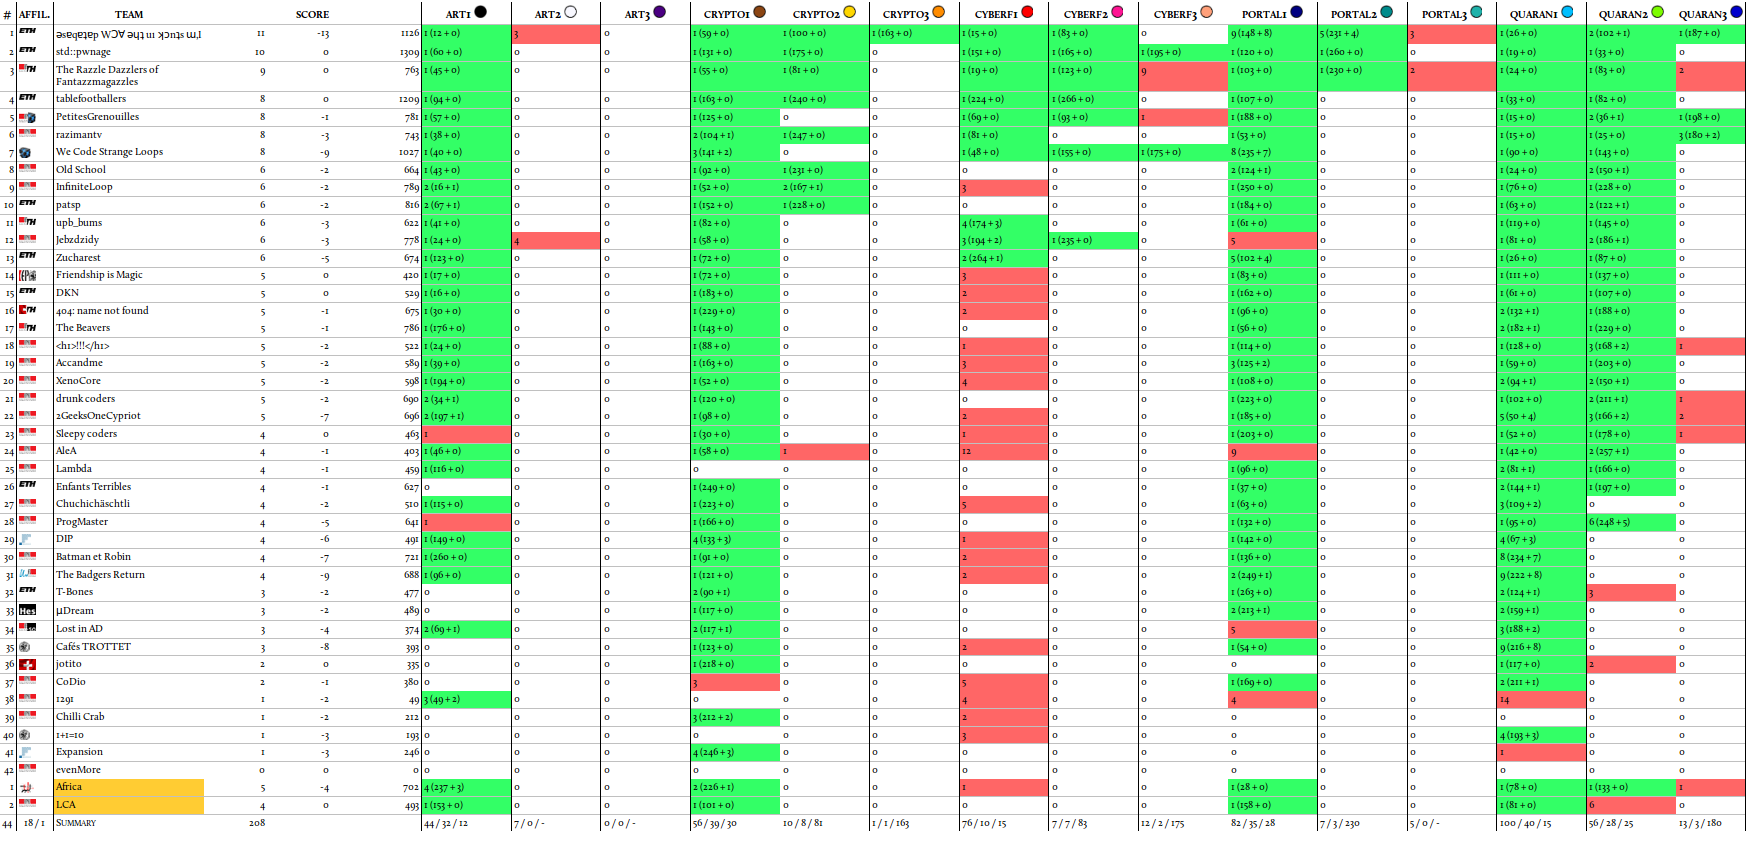 # AFFIL. TEAM SCORE ART1 ART2 ART3 CRYPTO1 CRYPTO2 CRYPTO3 CYBERF1 CYBERF2 CYBERF3 PORTAL1 PORTAL2 PORTAL3 QUARAN1 QUARAN2 QUARAN3
1 ETH I,m stuck in the ACM database 11 -13 1126 1 (12 + 0) 3 0 1 (59 + 0) 1 (100 + 0) 1 (163 + 0) 1 (15 + 0) 1 (83 + 0) 0 9 (148 + 8) 5 (231 + 4) 3 1 (26 + 0) 2 (102 + 1) 1 (187 + 0)
2 ETH std::pwnage 10 0 1309 1 (60 + 0) 0 0 1 (131 + 0) 1 (175 + 0) 0 1 (151 + 0) 1 (165 + 0) 1 (195 + 0) 1 (120 + 0) 1 (260 + 0) 0 1 (19 + 0) 1 (33 + 0) 0
3 The Razzle Dazzlers of 9 0 763 1 (45 + 0) 0 0 1 (55 + 0) 1 (81 + 0) 0 1 (19 + 0) 1 (123 + 0) 9 1 (103 + 0) 1 (230 + 0) 2 1 (24 + 0) 1 (83 + 0) 2
Fantazzmagazzles
4 ETH tablefootballers 8 0 1209 1 (94 + 0) 0 0 1 (163 + 0) 1 (240 + 0) 0 1 (224 + 0) 1 (266 + 0) 0 1 (107 + 0) 0 0 1 (33 + 0) 1 (82 + 0) 0
5 PetitesGrenouilles 8 -1 781 1 (57 + 0) 0 0 1 (125 + 0) 0 0 1 (69 + 0) 1 (93 + 0) 1 1 (188 + 0) 0 0 1 (15 + 0) 2 (36 + 1) 1 (198 + 0)
6 razimantv 8 -3 743 1 (38 + 0) 0 0 2 (104 + 1) 1 (247 + 0) 0 1 (81 + 0) 0 0 1 (53 + 0) 0 0 1 (15 + 0) 1 (25 + 0) 3 (180 + 2)
7 We Code Strange Loops 8 -9 1027 1 (40 + 0) 0 0 3 (141 + 2) 0 0 1 (48 + 0) 1 (155 + 0) 1 (175 + 0) 8 (235 + 7) 0 0 1 (90 + 0) 1 (143 + 0) 0
8 Old School 6 -2 664 1 (43 + 0) 0 0 1 (92 + 0) 1 (231 + 0) 0 0 0 0 2 (124 + 1) 0 0 1 (24 + 0) 2 (150 + 1) 0
9 InfiniteLoop 6 -2 789 2 (16 + 1) 0 0 1 (52 + 0) 2 (167 + 1) 0 3 0 0 1 (250 + 0) 0 0 1 (76 + 0) 1 (228 + 0) 0
10 ETH patsp 6 -2 816 2 (67 + 1) 0 0 1 (152 + 0) 1 (228 + 0) 0 0 0 0 1 (184 + 0) 0 0 1 (63 + 0) 2 (122 + 1) 0
11 upb_bums 6 -3 622 1 (41 + 0) 0 0 1 (82 + 0) 0 0 4 (174 + 3) 0 0 1 (61 + 0) 0 0 1 (119 + 0) 1 (145 + 0) 0
12 Jebzdzidy 6 -3 778 1 (24 + 0) 4 0 1 (58 + 0) 0 0 3 (194 + 2) 1 (235 + 0) 0 5 0 0 1 (81 + 0) 2 (186 + 1) 0
13 ETH Zucharest 6 -5 674 1 (123 + 0) 0 0 1 (72 + 0) 0 0 2 (264 + 1) 0 0 5 (102 + 4) 0 0 1 (26 + 0) 1 (87 + 0) 0
14 Friendship is Magic 5 0 420 1 (17 + 0) 0 0 1 (72 + 0) 0 0 3 0 0 1 (83 + 0) 0 0 1 (111 + 0) 1 (137 + 0) 0
15 ETH DKN 5 0 529 1 (16 + 0) 0 0 1 (183 + 0) 0 0 2 0 0 1 (162 + 0) 0 0 1 (61 + 0) 1 (107 + 0) 0
16 404: name not found 5 -1 675 1 (30 + 0) 0 0 1 (229 + 0) 0 0 2 0 0 1 (96 + 0) 0 0 2 (132 + 1) 1 (188 + 0) 0
17 The Beavers 5 -1 786 1 (176 + 0) 0 0 1 (143 + 0) 0 0 0 0 0 1 (56 + 0) 0 0 2 (182 + 1) 1 (229 + 0) 0
18 <h1>!!!</h1> 5 -2 522 1 (24 + 0) 0 0 1 (88 + 0) 0 0 1 0 0 1 (114 + 0) 0 0 1 (128 + 0) 3 (168 + 2) 1
19 Accandme 5 -2 589 1 (39 + 0) 0 0 1 (163 + 0) 0 0 3 0 0 3 (125 + 2) 0 0 1 (59 + 0) 1 (203 + 0) 0
20 XenoCore 5 -2 598 1 (194 + 0) 0 0 1 (52 + 0) 0 0 4 0 0 1 (108 + 0) 0 0 2 (94 + 1) 2 (150 + 1) 0
21 drunk coders 5 -2 690 2 (34 + 1) 0 0 1 (120 + 0) 0 0 0 0 0 1 (223 + 0) 0 0 1 (102 + 0) 2 (211 + 1) 1
22 2GeeksOneCypriot 5 -7 696 2 (197 + 1) 0 0 1 (98 + 0) 0 0 2 0 0 1 (185 + 0) 0 0 5 (50 + 4) 3 (166 + 2) 2
23 Sleepy coders 4 0 463 1 0 0 1 (30 + 0) 0 0 1 0 0 1 (203 + 0) 0 0 1 (52 + 0) 1 (178 + 0) 1
24 AleA 4 -1 403 1 (46 + 0) 0 0 1 (58 + 0) 1 0 12 0 0 9 0 0 1 (42 + 0) 2 (257 + 1) 0
25 Lambda 4 -1 459 1 (116 + 0) 0 0 0 0 0 0 0 0 1 (96 + 0) 0 0 2 (81 + 1) 1 (166 + 0) 0
26 ETH Enfants Terribles 4 -1 627 0 0 0 1 (249 + 0) 0 0 0 0 0 1 (37 + 0) 0 0 2 (144 + 1) 1 (197 + 0) 0
27 Chuchichäschtli 4 -2 510 1 (115 + 0) 0 0 1 (223 + 0) 0 0 5 0 0 1 (63 + 0) 0 0 3 (109 + 2) 0 0
28 ProgMaster 4 -5 641 1 0 0 1 (166 + 0) 0 0 0 0 0 1 (132 + 0) 0 0 1 (95 + 0) 6 (248 + 5) 0
29 DIP 4 -6 491 1 (149 + 0) 0 0 4 (133 + 3) 0 0 1 0 0 1 (142 + 0) 0 0 4 (67 + 3) 0 0
30 Batman et Robin 4 -7 721 1 (260 + 0) 0 0 1 (91 + 0) 0 0 2 0 0 1 (136 + 0) 0 0 8 (234 + 7) 0 0
31 The Badgers Return 4 -9 688 1 (96 + 0) 0 0 1 (121 + 0) 0 0 2 0 0 2 (249 + 1) 0 0 9 (222 + 8) 0 0
32 ETH T-Bones 3 -2 477 0 0 0 2 (90 + 1) 0 0 0 0 0 1 (263 + 0) 0 0 2 (124 + 1) 3 0
33 Hes µDream 3 -2 489 0 0 0 1 (117 + 0) 0 0 0 0 0 2 (213 + 1) 0 0 2 (159 + 1) 0 0
34 Lost in AD 3 -4 374 2 (69 + 1) 0 0 2 (117 + 1) 0 0 0 0 0 5 0 0 3 (188 + 2) 0 0
35 Cafés TROTTET 3 -8 393 0 0 0 1 (123 + 0) 0 0 2 0 0 1 (54 + 0) 0 0 9 (216 + 8) 0 0
36 jotito 2 0 335 0 0 0 1 (218 + 0) 0 0 0 0 0 0 0 0 1 (117 + 0) 2 0
37 CoDio 2 -1 380 0 0 0 3 0 0 5 0 0 1 (169 + 0) 0 0 2 (211 + 1) 0 0
38 1291 1 -2 49 3 (49 + 2) 0 0 0 0 0 4 0 0 4 0 0 14 0 0
39 Chilli Crab 1 -2 212 0 0 0 3 (212 + 2) 0 0 2 0 0 0 0 0 0 0 0
40 1+1=10 1 -3 193 0 0 0 0 0 0 3 0 0 0 0 0 4 (193 + 3) 0 0
41 Expansion 1 -3 246 0 0 0 4 (246 + 3) 0 0 0 0 0 0 0 0 1 0 0
42 evenMore 0 0 0 0 0 0 0 0 0 0 0 0 0 0 0 0 0 0
1 Africa 5 -4 702 4 (237 + 3) 0 0 2 (226 + 1) 0 0 1 0 0 1 (28 + 0) 0 0 1 (78 + 0) 1 (133 + 0) 1
2 LCA 4 0 493 1 (153 + 0) 0 0 1 (101 + 0) 0 0 0 0 0 1 (158 + 0) 0 0 1 (81 + 0) 6 0
44 18 / 1 SUMMARY 208 44 / 32 / 12 7 / 0 / - 0 / 0 / - 56 / 39 / 30 10 / 8 / 81 1 / 1 / 163 76 / 10 / 15 7 / 7 / 83 12 / 2 / 175 82 / 35 / 28 7 / 3 / 230 5 / 0 / - 100 / 40 / 15 56 / 28 / 25 13 / 3 / 180